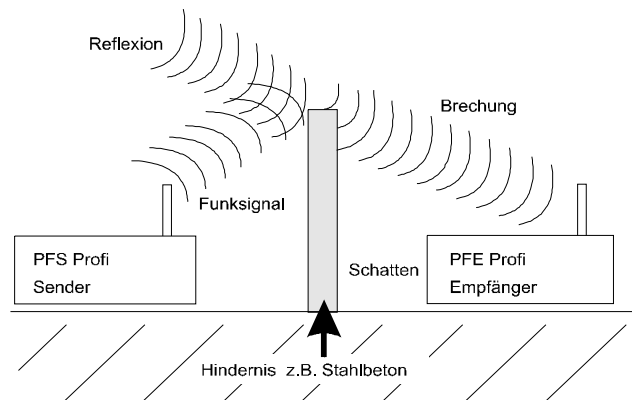 Reflexion
Brechung
Funksignal
PFS Profi
Sender
Schatten
PFE Profi
Empfänger
Hindernis z.B. Stahlbeton